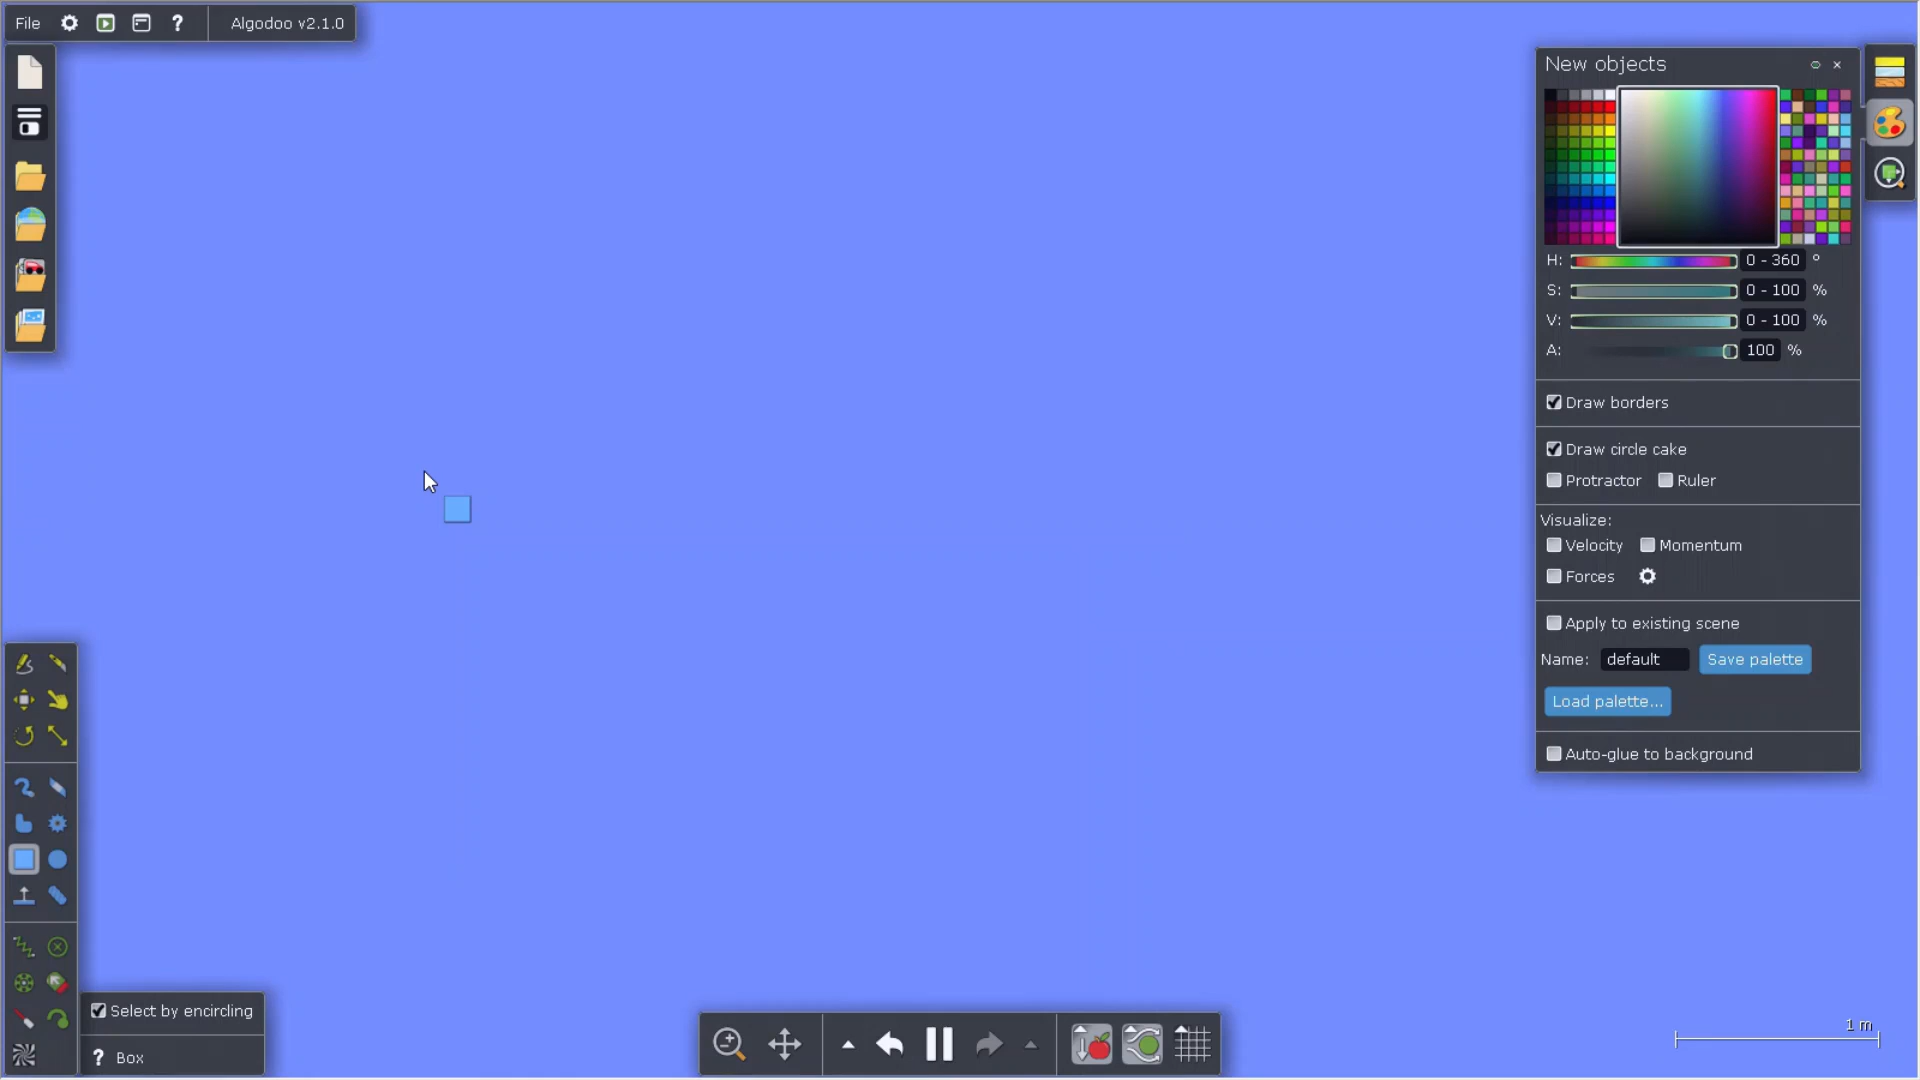 File
?
Algodoo v2.1.0
New objects
H: 0 - 360 °
S: 0 - 100 %
V: 0 - 100 %
A: 100 %
Draw borders
Draw circle cake
Protractor Ruler
Visualize:
Velocity Momentum
Forces
Apply to existing scene
Name: default Save palette
Load palette...
Auto-glue to background
Select by encircling
? Box
1 m